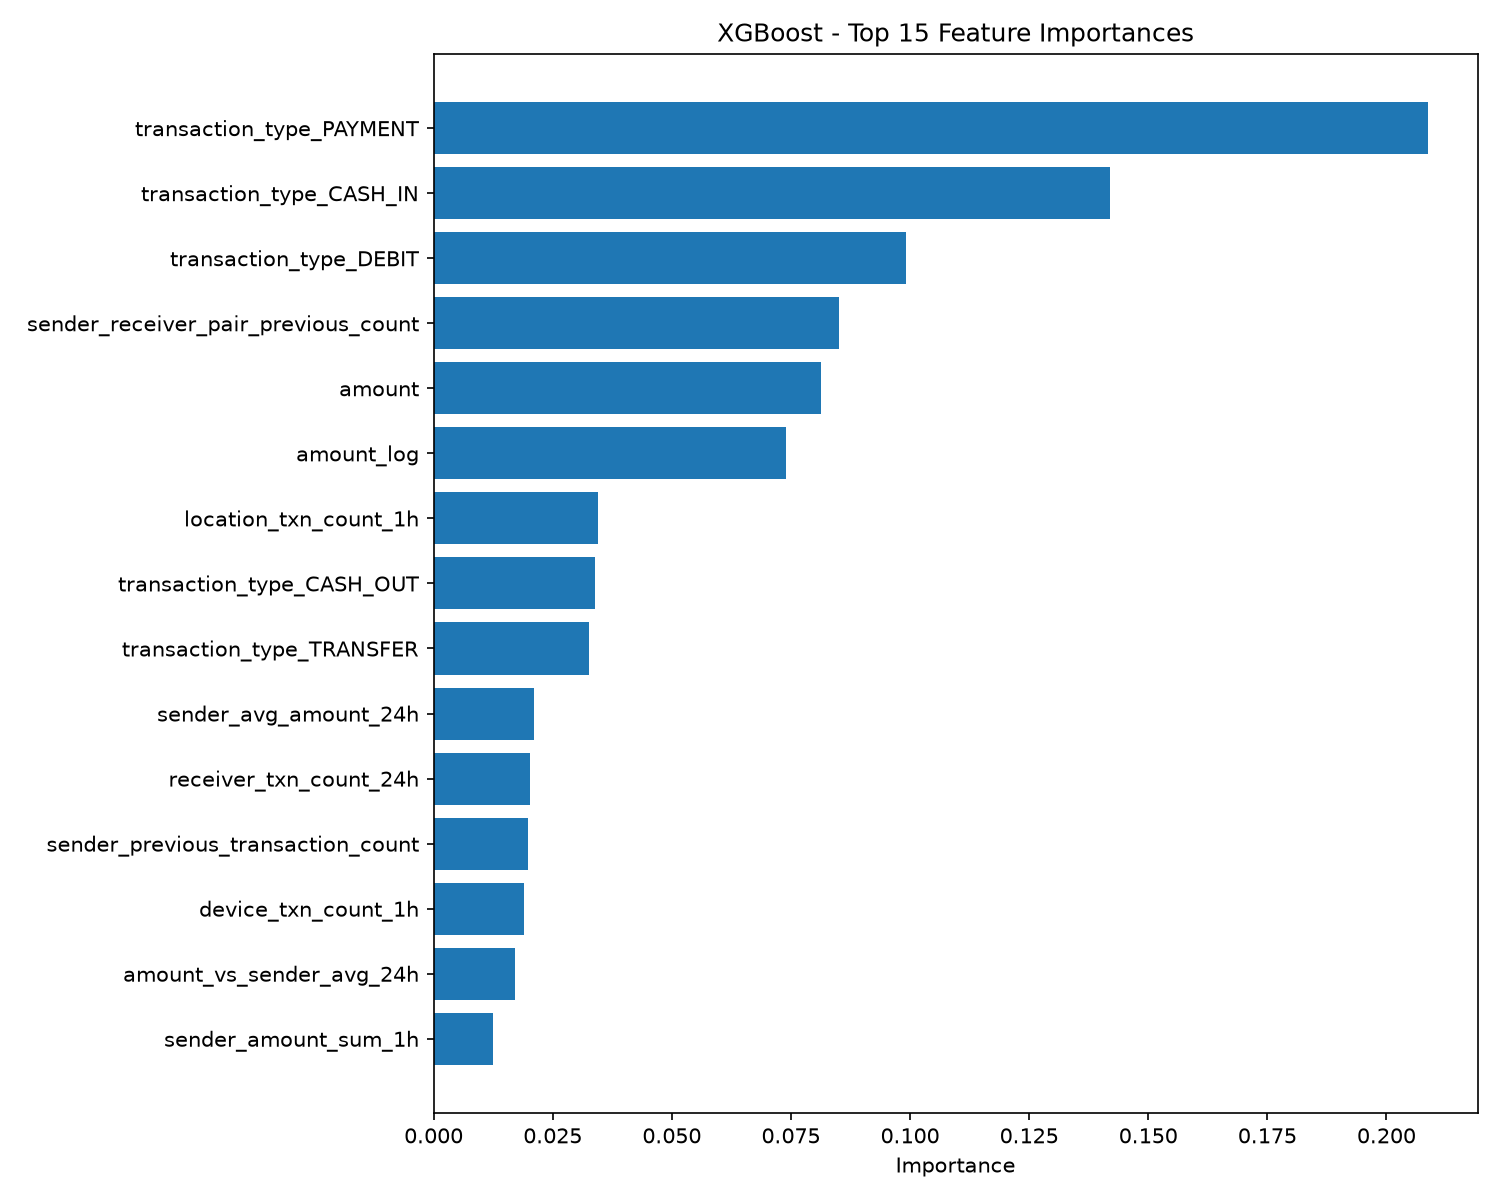 XGBoost - Top 15 Feature Importances
transaction_type_PAYMENT
transaction_type_CASH_IN
transaction_type_DEBIT
sender_receiver_pair_previous_count
amount
amount_log
location_txn_count_1h
transaction_type_CASH_OUT
transaction_type_TRANSFER
sender_avg_amount_24h
receiver_txn_count_24h
sender_previous_transaction_count
device_txn_count_1h
amount_vs_sender_avg_24h
sender_amount_sum_1h
0.000 0.025 0.050 0.075 0.100 0.125 0.150 0.175 0.200
Importance